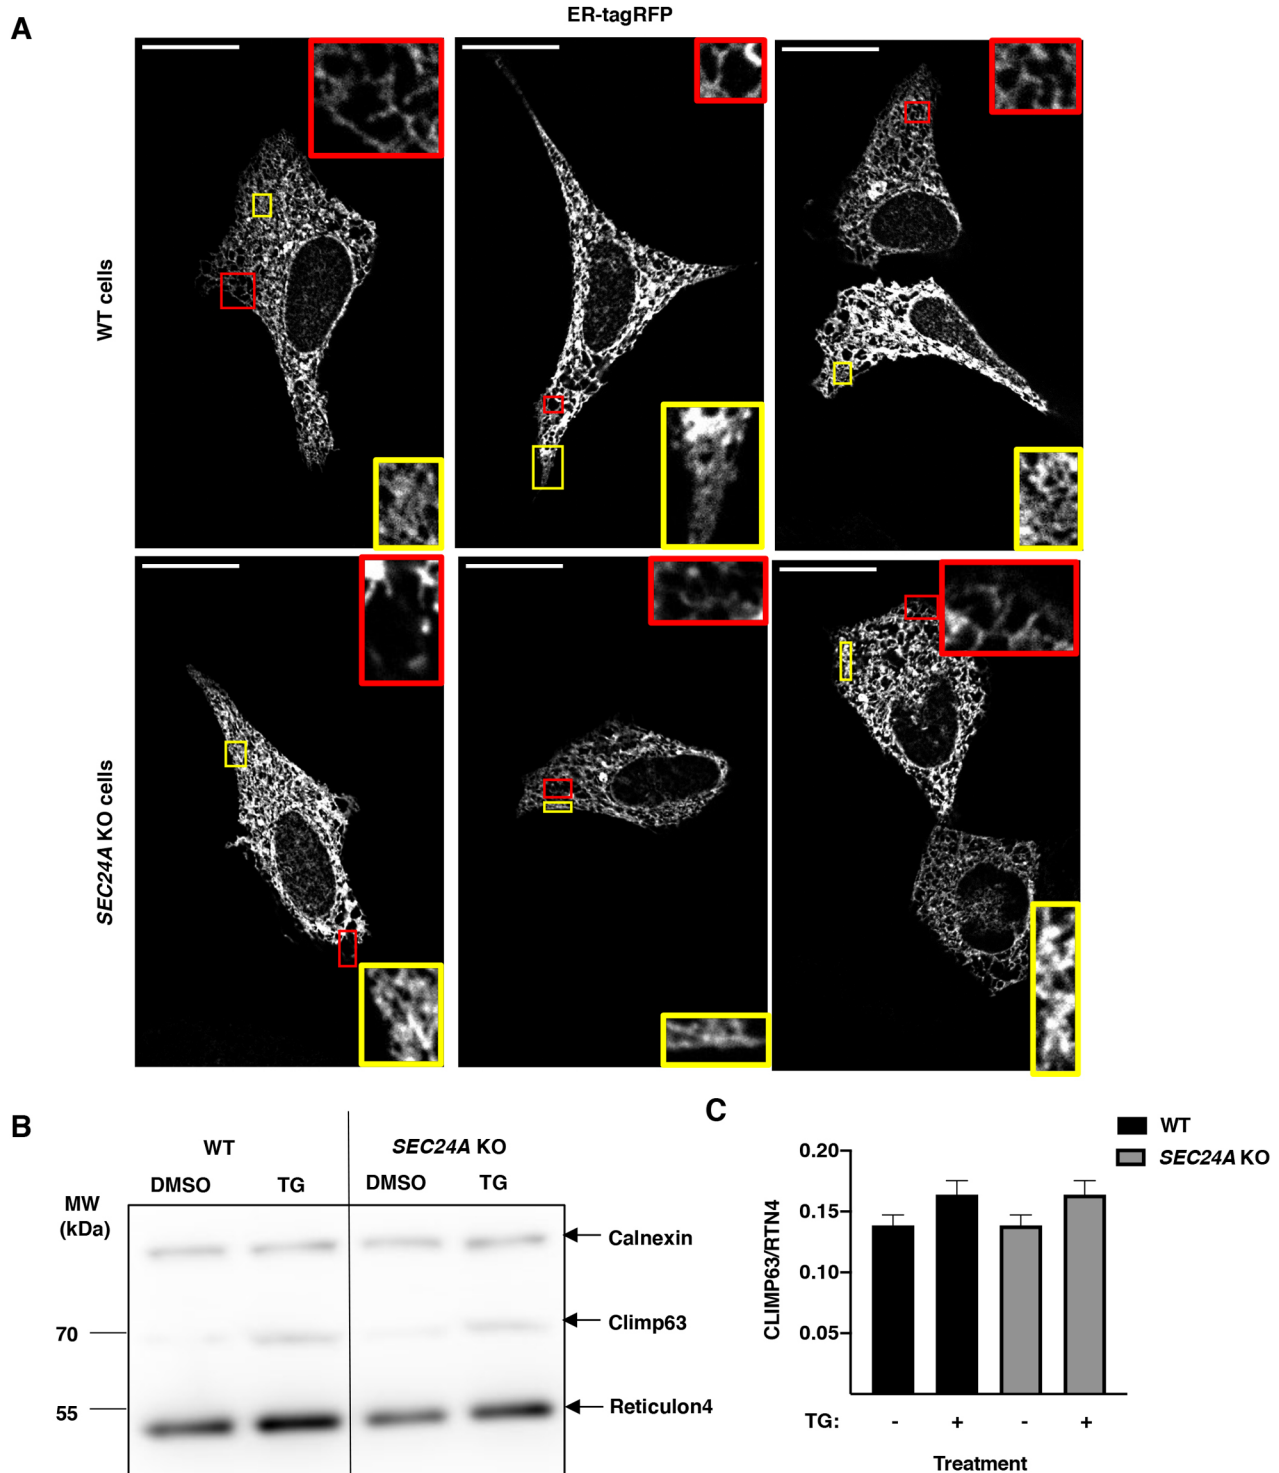 ER-tagRFP
A
WT cells
SEC24A KO cells
B
WT
SEC24A KO
DMSO
TG
DMSO
TG
MW
(kDa)
Calnexin
70
Climp63
55
Reticulon4
C
WT
SEC24A KO
CLIMP63/RTN4
0.20
0.15
0.10
0.05
TG: - + - +
Treatment